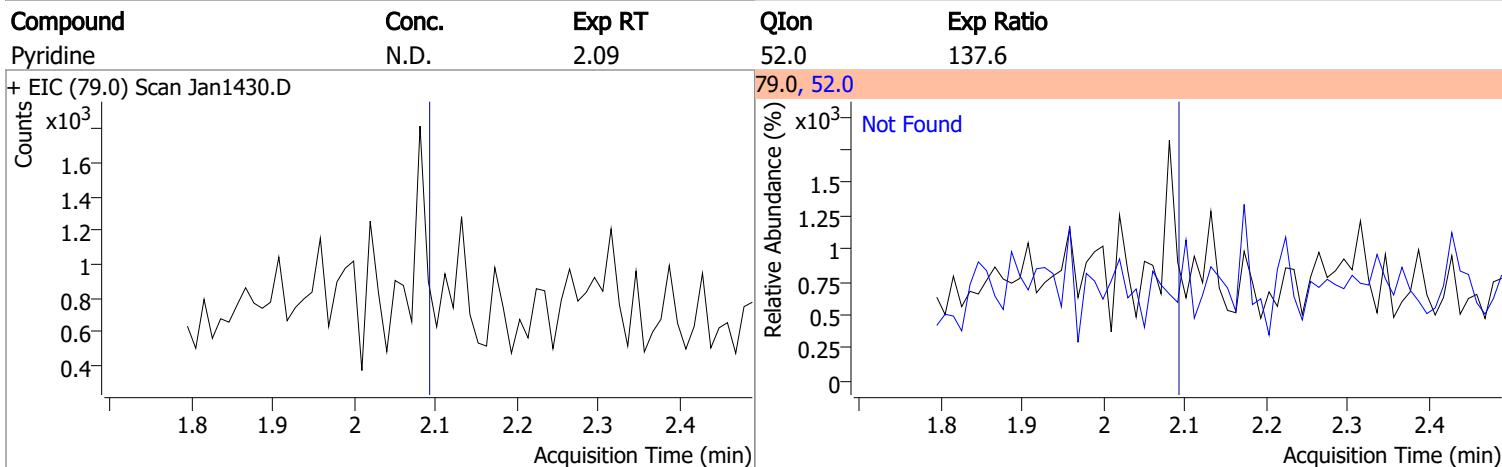 Compound Conc. Exp RT QIon Exp Ratio
Pyridine N.D. 2.09 52.0 137.6
+ EIC (79.0) Scan Jan1430.D
Counts
x10³
1.6
1.4
1.2
1
0.8
0.6
0.4
1.8 1.9 2 2.1 2.2 2.3 2.4
Acquisition Time (min)
79.0, 52.0
Relative Abundance (%)
x10³
Not Found
1.5
1.25
1
0.75
0.5
0.25
0
1.8 1.9 2 2.1 2.2 2.3 2.4
Acquisition Time (min)